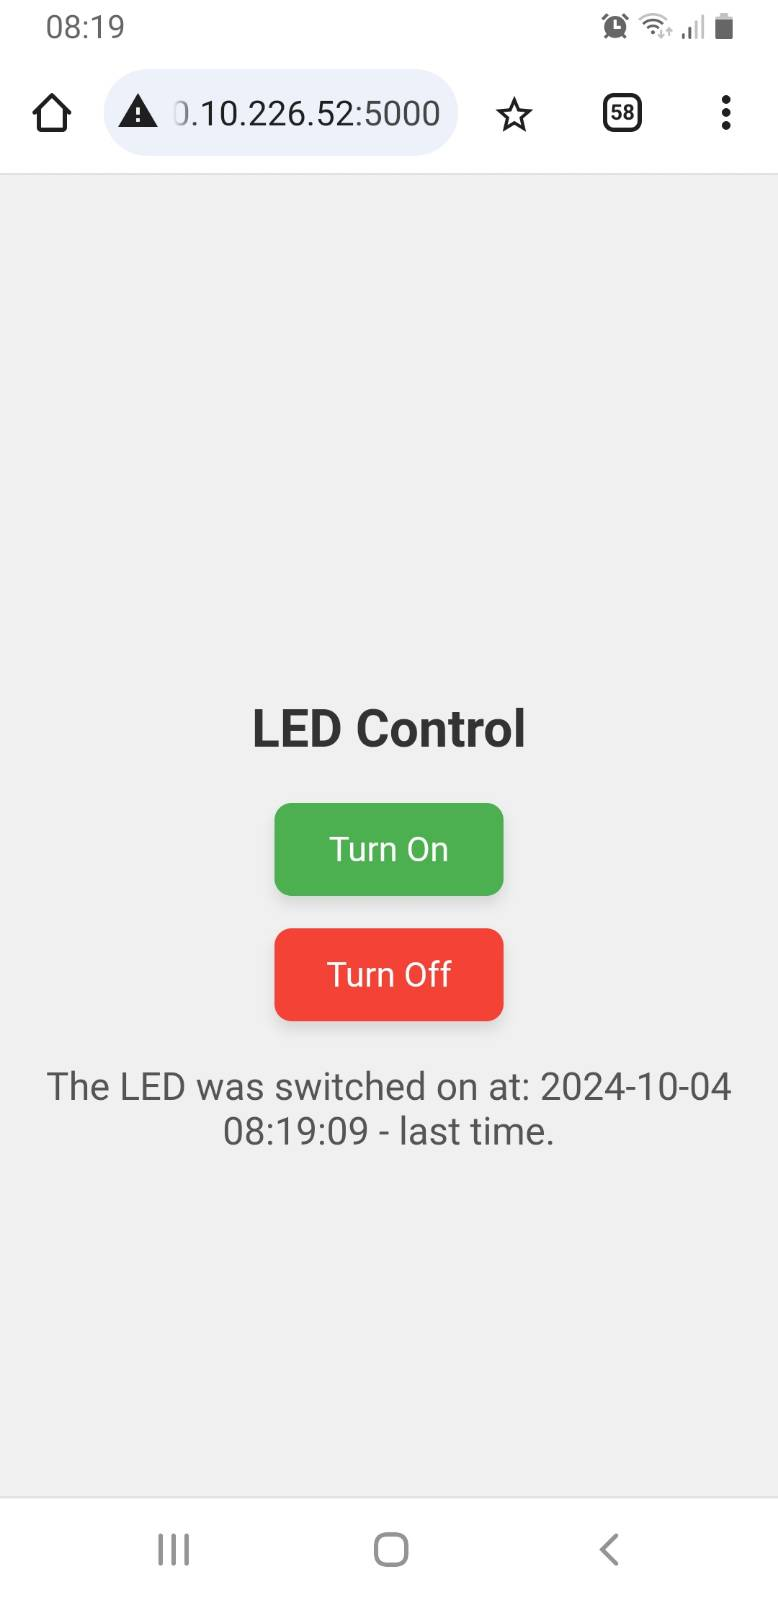 08:19
0.10.226.52:5000
58
LED Control
Turn On
Turn Off
The LED was switched on at: 2024-10-04
08:19:09 - last time.